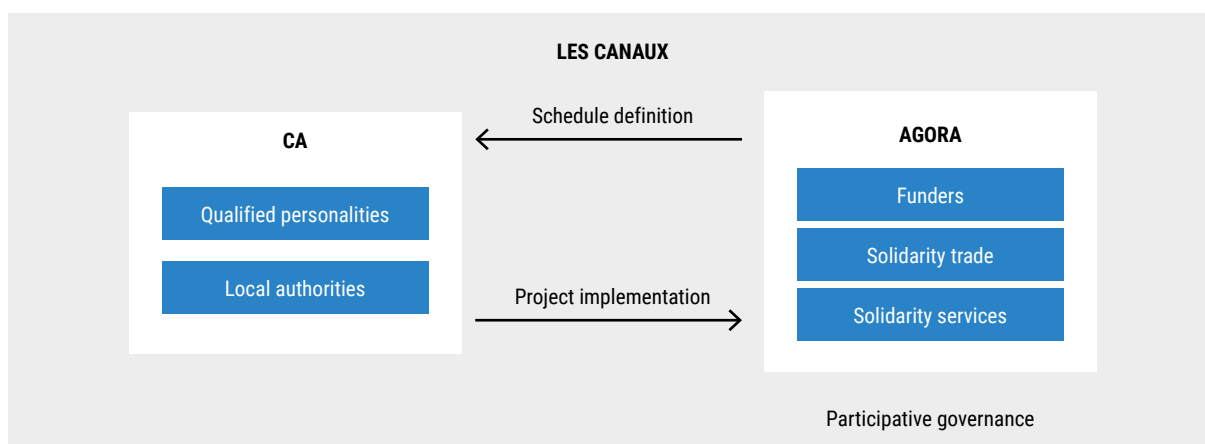 LES CANAUX
CA
Qualified personalities
Local authorities
Schedule definition
Project implementation
AGORA
Funders
Solidarity trade
Solidarity services
Participative governance